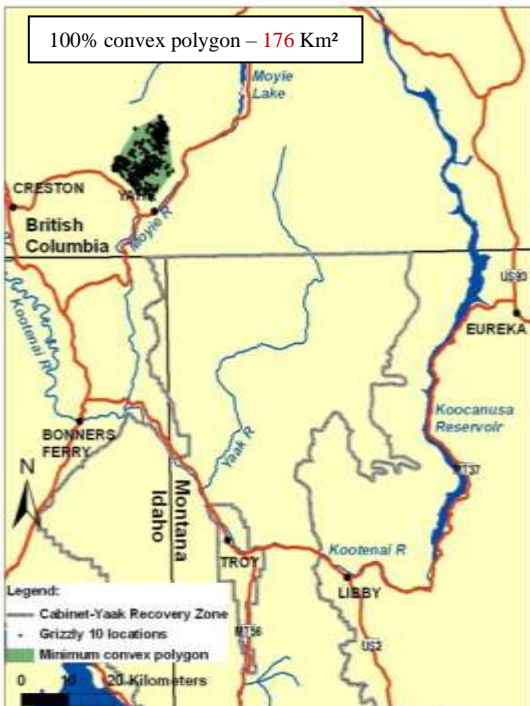 100% convex polygon – 176 Km²
Moyie
Lake
CRESTON
YAHK
British
Columbia
Moyie R
Kootenai R
US93
EUREKA
Koocanusa
Reservoir
BONNERS
FERRY
Yaak R
MT37
N
Montana
Idaho
TROY
Kootenai R
LIBBY
MT56
US2
Legend:
Cabinet-Yaak Recovery Zone
Grizzly 10 locations
Minimum convex polygon
0 10 20 Kilometers